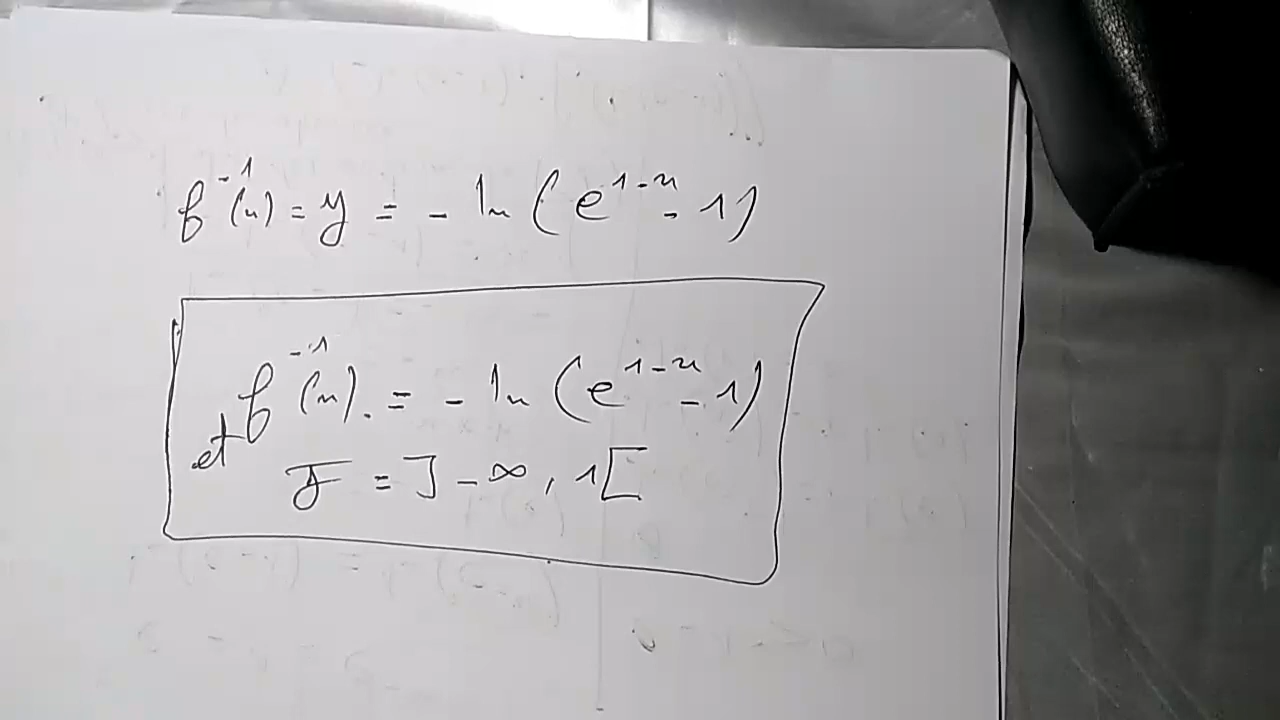 f⁻¹(x) = y = - ln (e¹⁻ˣ - 1)
f⁻¹(x) = - ln (e¹⁻ˣ - 1)
et J = ]-∞, 1[